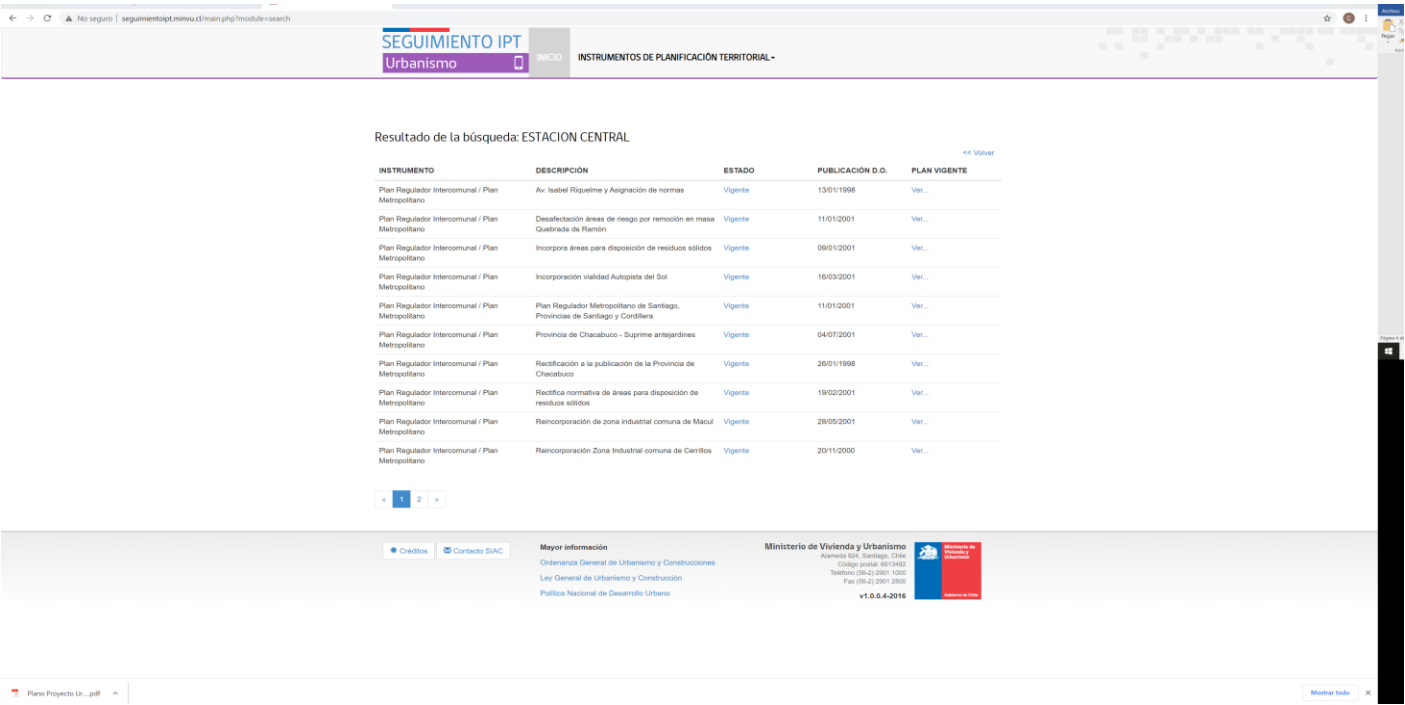 No seguro | seguimientoipt.minvu.cl/main.php?module=search
Archivo
Pegar
SEGUIMIENTO IPT
Urbanismo
INICIO
INSTRUMENTOS DE PLANIFICACIÓN TERRITORIAL
Resultado de la búsqueda: ESTACION CENTRAL
<< Volver
INSTRUMENTO DESCRIPCIÓN ESTADO PUBLICACIÓN D.O. PLAN VIGENTE
Plan Regulador Intercomunal / Plan Av. Isabel Riquelme y Asignación de normas Vigente 13/01/1998 Ver...
Metropolitano
Plan Regulador Intercomunal / Plan Desafectación áreas de riesgo por remoción en masa Vigente 11/01/2001 Ver...
Metropolitano Quebrada de Ramón
Plan Regulador Intercomunal / Plan Incorpora áreas para disposición de residuos sólidos Vigente 09/01/2001 Ver...
Metropolitano
Plan Regulador Intercomunal / Plan Incorporación vialidad Autopista del Sol Vigente 16/03/2001 Ver...
Metropolitano
Plan Regulador Intercomunal / Plan Plan Regulador Metropolitano de Santiago, Vigente 11/01/2001 Ver...
Metropolitano Provincias de Santiago y Cordillera
Plan Regulador Intercomunal / Plan Provincia de Chacabuco - Suprime antejardines Vigente 04/07/2001 Ver...
Metropolitano
Plan Regulador Intercomunal / Plan Rectificación a la publicación de la Provincia de Vigente 26/01/1998 Ver...
Metropolitano Chacabuco
Plan Regulador Intercomunal / Plan Rectifica normativa de áreas para disposición de Vigente 19/02/2001 Ver...
Metropolitano residuos sólidos
Plan Regulador Intercomunal / Plan Reincorporación de zona industrial comuna de Macul Vigente 28/05/2001 Ver...
Metropolitano
Plan Regulador Intercomunal / Plan Reincorporación Zona Industrial comuna de Cerrillos Vigente 20/11/2000 Ver...
Metropolitano
« 1 2 »
Créditos Contacto SIAC
Mayor información
Ordenanza General de Urbanismo y Construcciones
Ley General de Urbanismo y Construcción
Política Nacional de Desarrollo Urbano
Ministerio de Vivienda y Urbanismo
Alameda 924, Santiago, Chile
Código postal: 6513482
Teléfono (56-2) 2901 1000
Fax (56-2) 2901 2800
v1.0.0.4-2016
Ministerio de
Vivienda y
Urbanismo
Gobierno de Chile
Plano Proyecto Ur....pdf
Mostrar todo